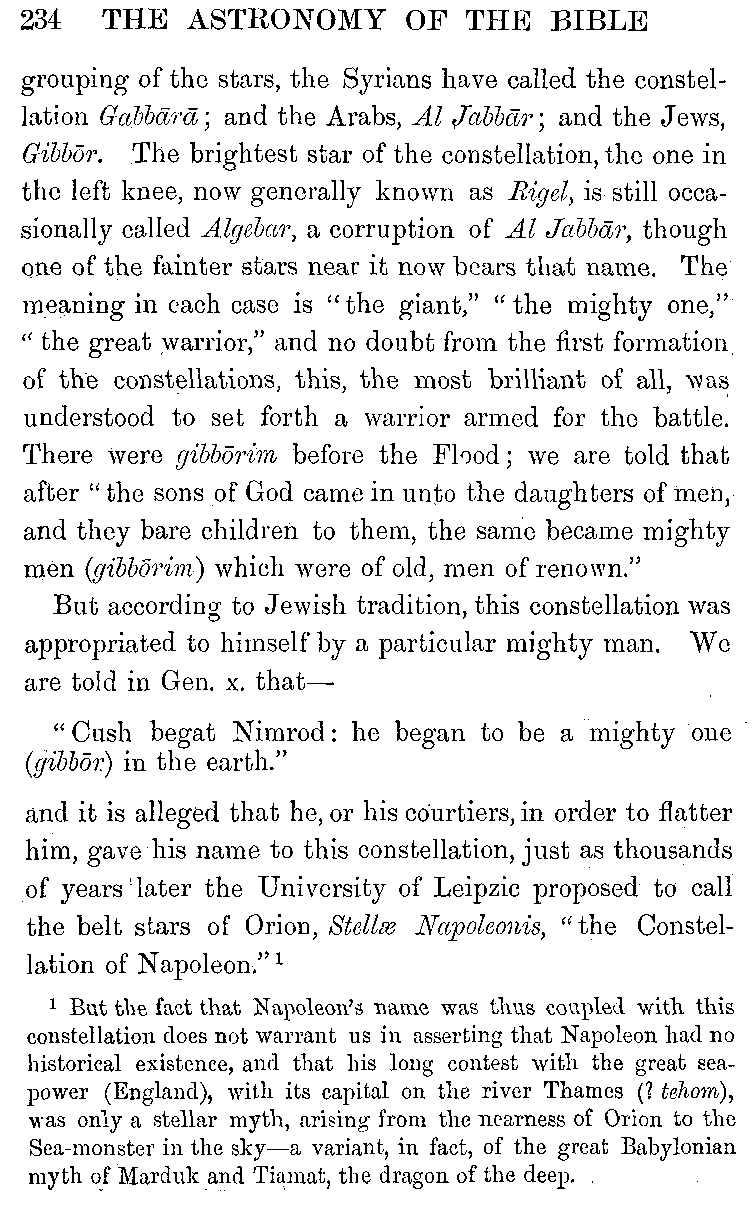 234 THE ASTRONOMY OF THE BIBLE
grouping of the stars, the Syrians have called the constel-
lation Gabbārā; and the Arabs, Al Jabbār; and the Jews,
Gibbōr. The brightest star of the constellation, the one in
the left knee, now generally known as Rigel, is still occa-
sionally called Algebar, a corruption of Al Jabbār, though
one of the fainter stars near it now bears that name. The
meaning in each case is "the giant," "the mighty one,"
"the great warrior," and no doubt from the first formation
of the constellations, this, the most brilliant of all, was
understood to set forth a warrior armed for the battle.
There were gibbōrim before the Flood; we are told that
after "the sons of God came in unto the daughters of men,
and they bare children to them, the same became mighty
men (gibbōrim) which were of old, men of renown."
But according to Jewish tradition, this constellation was
appropriated to himself by a particular mighty man. We
are told in Gen. x. that—
"Cush begat Nimrod: he began to be a mighty one
(gibbōr) in the earth."
and it is alleged that he, or his courtiers, in order to flatter
him, gave his name to this constellation, just as thousands
of years later the University of Leipzic proposed to call
the belt stars of Orion, Stellæ Napoleonis, "the Constel-
lation of Napoleon." 1
1 But the fact that Napoleon's name was thus coupled with this
constellation does not warrant us in asserting that Napoleon had no
historical existence, and that his long contest with the great sea-
power (England), with its capital on the river Thames (? tehom),
was only a stellar myth, arising from the nearness of Orion to the
Sea-monster in the sky—a variant, in fact, of the great Babylonian
myth of Marduk and Tiamat, the dragon of the deep.